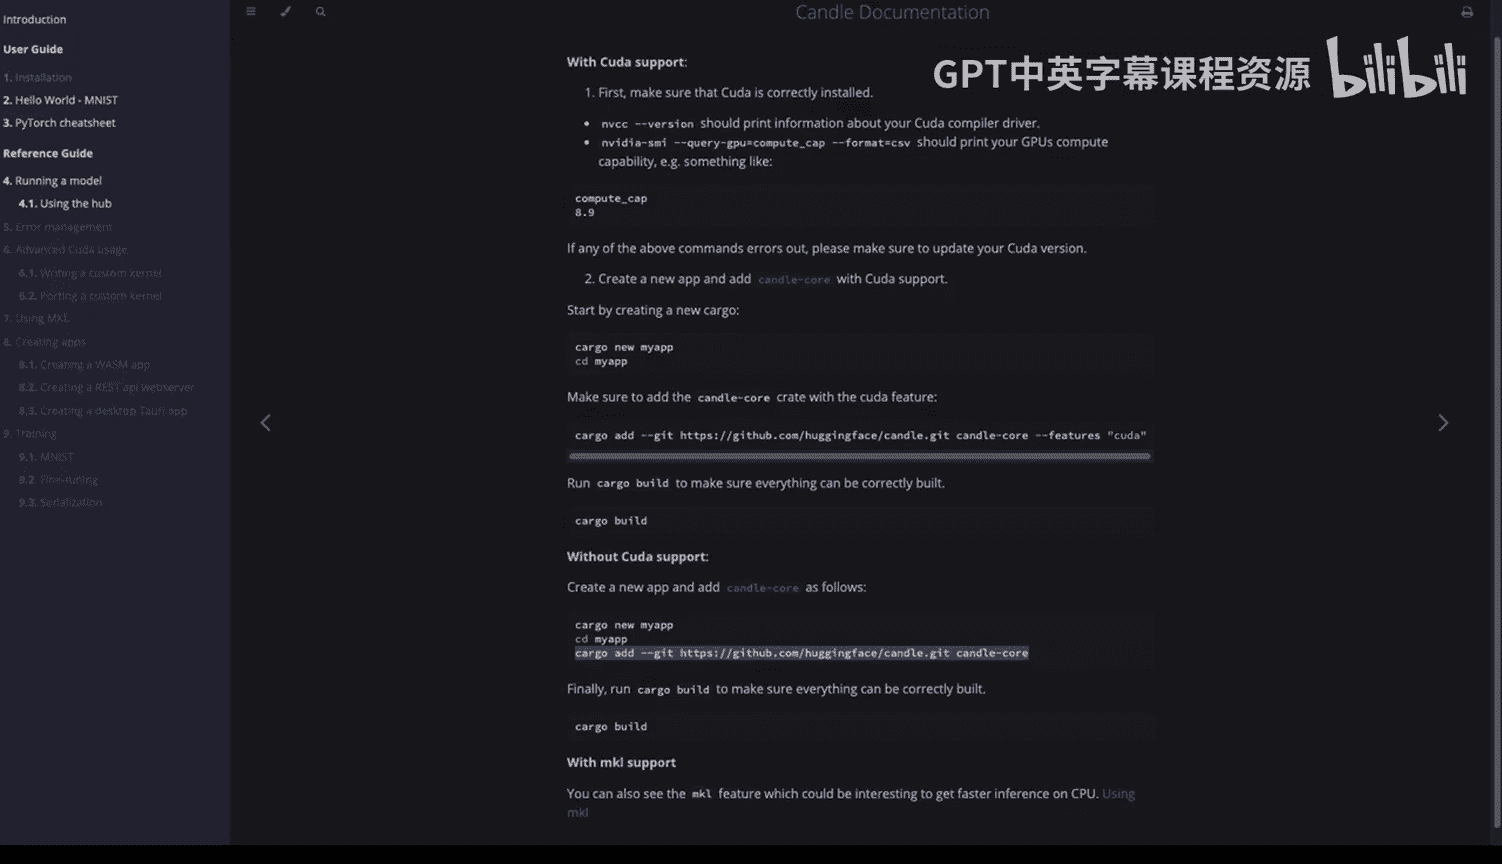 Introduction
User Guide
1. Installation
2. Hello World - MNIST
3. PyTorch cheatsheet
Reference Guide
4. Running a model
4.1. Using the hub
5. Error management
6. Advanced Cuda usage
6.1. Writing a custom kernel
6.2. Porting a custom kernel
7. Using MKL
8. Creating apps
8.1. Creating a WASM app
8.2. Creating a REST api webserver
8.3. Creating a desktop Tauri app
9. Training
9.1. MNIST
9.2. Fine-tuning
9.3. Serialization
Candle Documentation
GPT中英字幕课程资源 bilibili
With Cuda support:
1. First, make sure that Cuda is correctly installed.
• nvcc --version should print information about your Cuda compiler driver.
• nvidia-smi --query-gpu=compute_cap --format=csv should print your GPUs compute
capability, e.g. something like:
compute_cap
8.9
If any of the above commands errors out, please make sure to update your Cuda version.
2. Create a new app and add candle-core with Cuda support.
Start by creating a new cargo:
cargo new myapp
cd myapp
Make sure to add the candle-core crate with the cuda feature:
cargo add --git https://github.com/huggingface/candle.git candle-core --features "cuda"
Run cargo build to make sure everything can be correctly built.
cargo build
Without Cuda support:
Create a new app and add candle-core as follows:
cargo new myapp
cd myapp
cargo add --git https://github.com/huggingface/candle.git candle-core
Finally, run cargo build to make sure everything can be correctly built.
cargo build
With mkl support
You can also see the mkl feature which could be interesting to get faster inference on CPU. Using
mkl